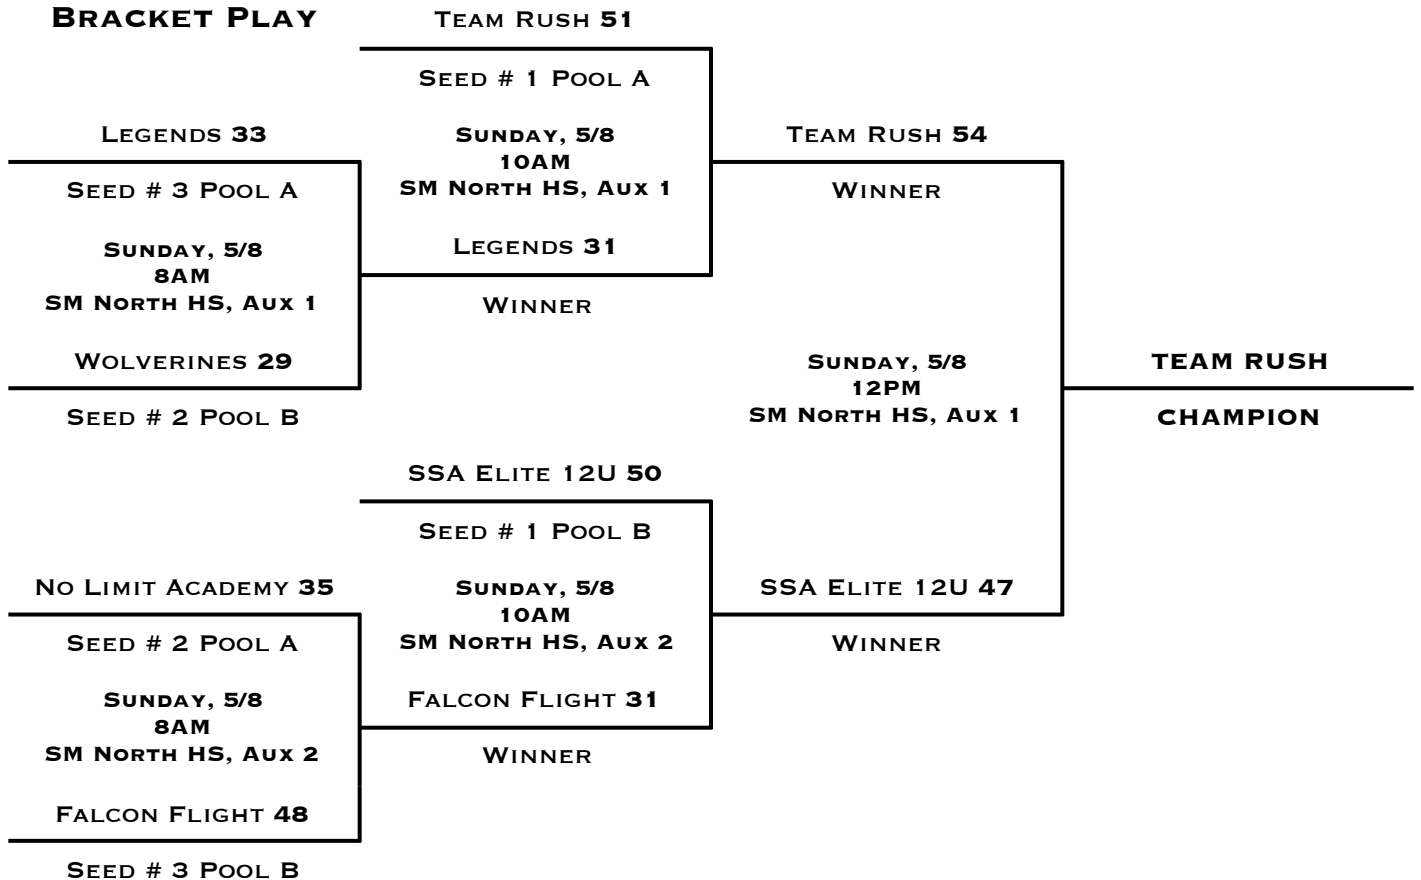 Bracket Play
Team Rush 51
Seed # 1 Pool A
Sunday, 5/8
10AM
SM North HS, Aux 1
Legends 31
Winner
Legends 33
Seed # 3 Pool A
Sunday, 5/8
8AM
SM North HS, Aux 1
Wolverines 29
Seed # 2 Pool B
Team Rush 54
Winner
Sunday, 5/8
12PM
SM North HS, Aux 1
TEAM RUSH
CHAMPION
SSA Elite 12U 50
Seed # 1 Pool B
Sunday, 5/8
10AM
SM North HS, Aux 2
Falcon Flight 31
Winner
No Limit Academy 35
Seed # 2 Pool A
Sunday, 5/8
8AM
SM North HS, Aux 2
Falcon Flight 48
Seed # 3 Pool B
SSA Elite 12U 47
Winner